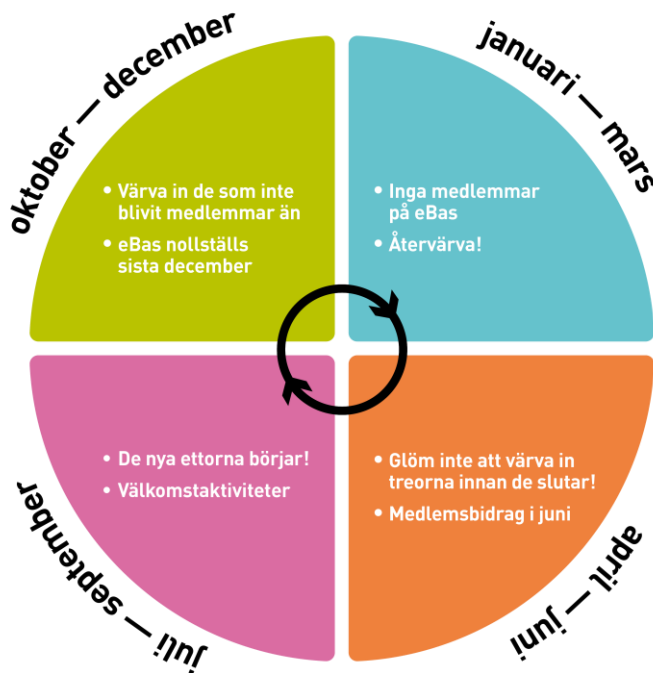 oktober — december
januari — mars
• Värva in de som inte
blivit medlemmar än
• eBas nollställs
sista december
• Inga medlemmar
på eBas
• Återvärva!
• De nya ettorna börjar!
• Välkomstaktiviteter
• Glöm inte att värva in
treorna innan de slutar!
• Medlemsbidrag i juni
juli — september
april — juni